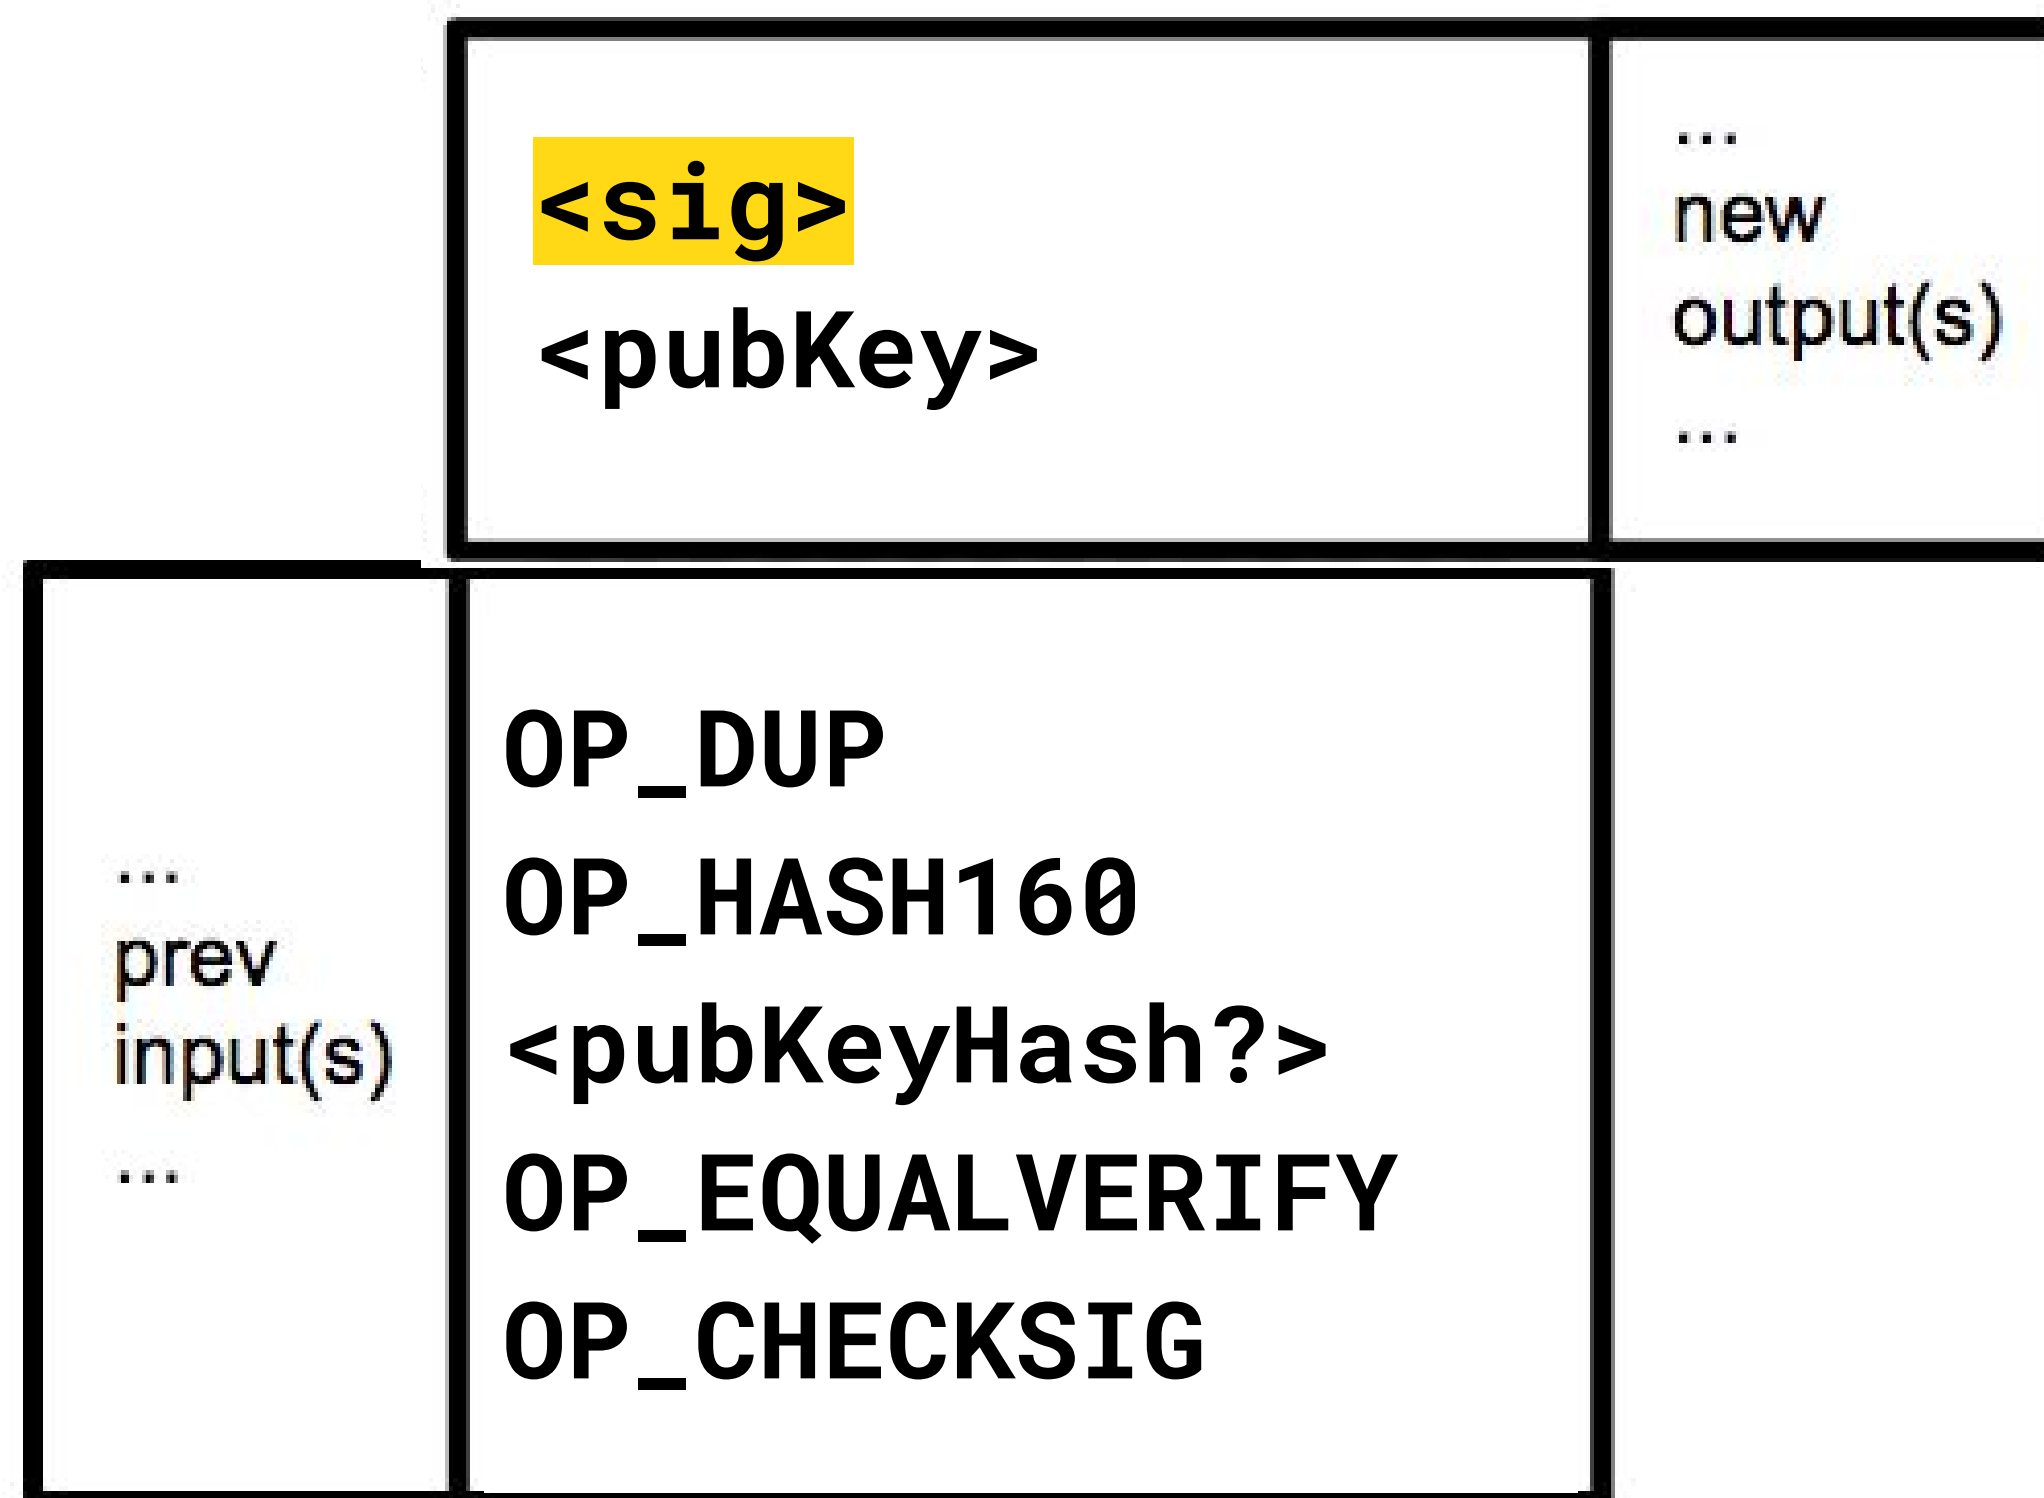 <sig>
<pubKey>
...
new
output(s)
...
...
prev
input(s)
...
OP_DUP
OP_HASH160
<pubKeyHash?>
OP_EQUALVERIFY
OP_CHECKSIG